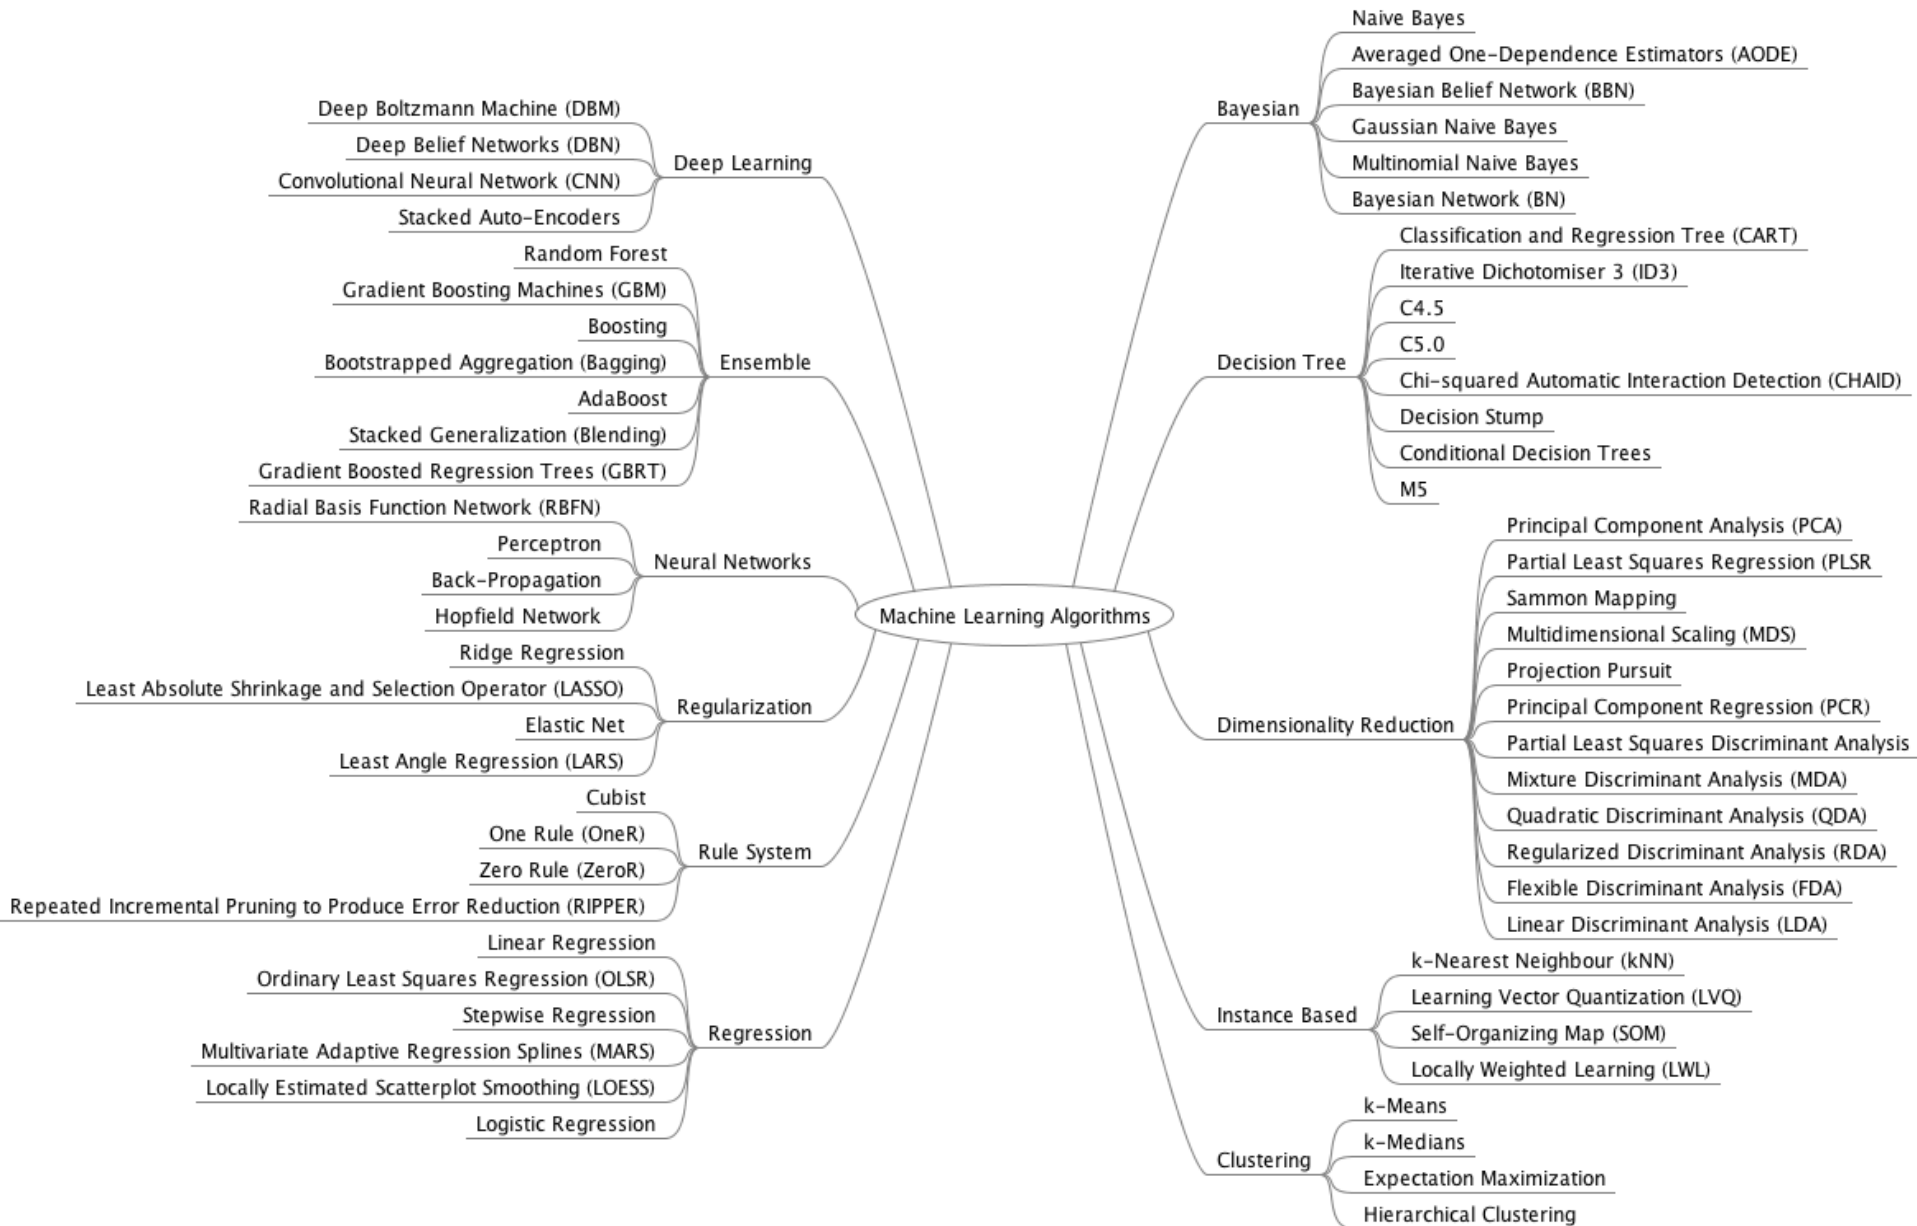 Machine Learning Algorithms
Deep Learning
Deep Boltzmann Machine (DBM)
Deep Belief Networks (DBN)
Convolutional Neural Network (CNN)
Stacked Auto-Encoders
Ensemble
Random Forest
Gradient Boosting Machines (GBM)
Boosting
Bootstrapped Aggregation (Bagging)
AdaBoost
Stacked Generalization (Blending)
Gradient Boosted Regression Trees (GBRT)
Neural Networks
Radial Basis Function Network (RBFN)
Perceptron
Back-Propagation
Hopfield Network
Regularization
Ridge Regression
Least Absolute Shrinkage and Selection Operator (LASSO)
Elastic Net
Least Angle Regression (LARS)
Rule System
Cubist
One Rule (OneR)
Zero Rule (ZeroR)
Repeated Incremental Pruning to Produce Error Reduction (RIPPER)
Regression
Linear Regression
Ordinary Least Squares Regression (OLSR)
Stepwise Regression
Multivariate Adaptive Regression Splines (MARS)
Locally Estimated Scatterplot Smoothing (LOESS)
Logistic Regression
Bayesian
Naive Bayes
Averaged One-Dependence Estimators (AODE)
Bayesian Belief Network (BBN)
Gaussian Naive Bayes
Multinomial Naive Bayes
Bayesian Network (BN)
Decision Tree
Classification and Regression Tree (CART)
Iterative Dichotomiser 3 (ID3)
C4.5
C5.0
Chi-squared Automatic Interaction Detection (CHAID)
Decision Stump
Conditional Decision Trees
M5
Dimensionality Reduction
Principal Component Analysis (PCA)
Partial Least Squares Regression (PLSR
Sammon Mapping
Multidimensional Scaling (MDS)
Projection Pursuit
Principal Component Regression (PCR)
Partial Least Squares Discriminant Analysis
Mixture Discriminant Analysis (MDA)
Quadratic Discriminant Analysis (QDA)
Regularized Discriminant Analysis (RDA)
Flexible Discriminant Analysis (FDA)
Linear Discriminant Analysis (LDA)
Instance Based
k-Nearest Neighbour (kNN)
Learning Vector Quantization (LVQ)
Self-Organizing Map (SOM)
Locally Weighted Learning (LWL)
Clustering
k-Means
k-Medians
Expectation Maximization
Hierarchical Clustering